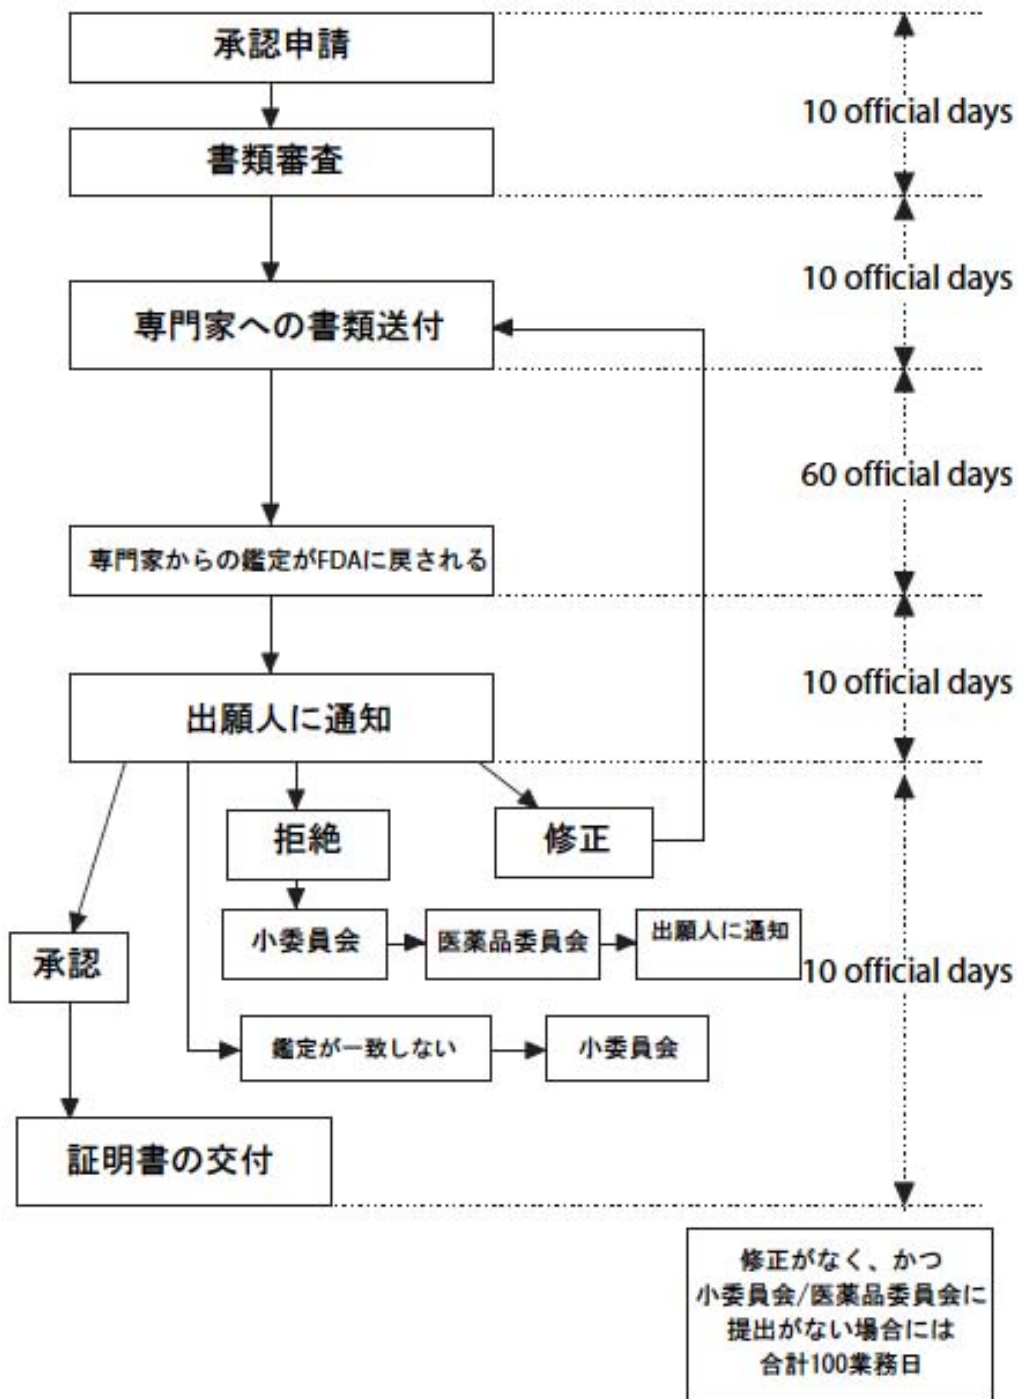 承認申請
10 official days
書類審査
10 official days
専門家への書類送付
60 official days
専門家からの鑑定がFDAに戻される
10 official days
出願人に通知
拒絶
修正
小委員会
医薬品委員会
出願人に通知
承認
10 official days
鑑定が一致しない
小委員会
証明書の交付
修正がなく、かつ
小委員会/医薬品委員会に
提出がない場合には
合計100業務日